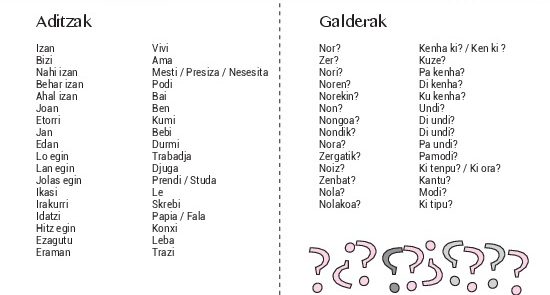 Aditzak
Izan Vivi
Bizi Ama
Nahi izan Mesti / Presiza / Nesesita
Behar izan Podi
Ahal izan Bai
Joan Ben
Etorri Kumi
Jan Bebi
Edan Durmi
Lo egin Trabadja
Lan egin Djuga
Jolas egin Prendi / Studa
Ikasi Le
Irakurri Skrebi
Idatzi Papia / Fala
Hitz egin Konxi
Ezagutu Leba
Eraman Trazi
Galderak
Nor? Kenha ki? / Ken ki ?
Zer? Kuze?
Nori? Pa kenha?
Noren? Di kenha?
Norekin? Ku kenha?
Non? Undi?
Nongoa? Di undi?
Nondik? Di undi?
Nora? Pa undi?
Zergatik? Pamodi?
Noiz? Ki tenpu? / Ki ora?
Zenbat? Kantu?
Nola? Modi?
Nolakoa? Ki tipu?